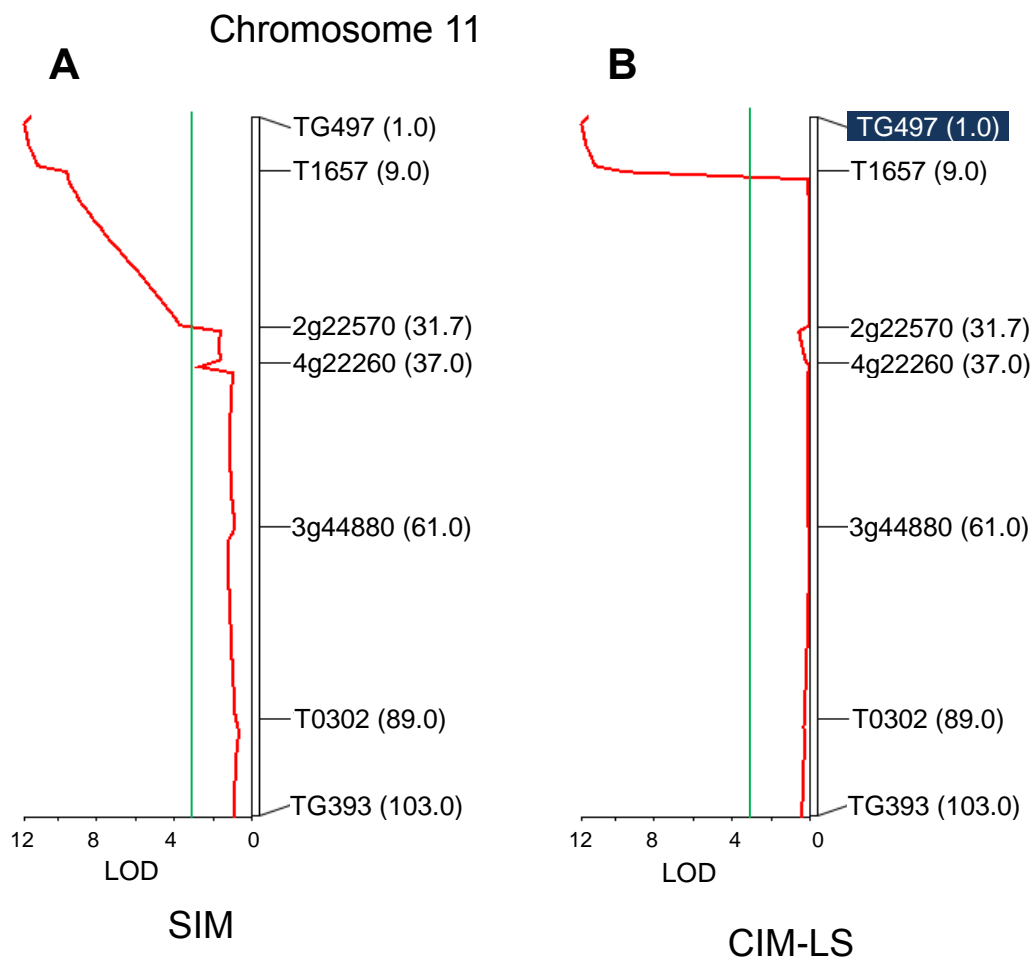 Chromosome 11
A
TG497 (1.0)
T1657 (9.0)
2g22570 (31.7)
4g22260 (37.0)
3g44880 (61.0)
T0302 (89.0)
TG393 (103.0)
12 8 4 0
LOD
SIM
B
TG497 (1.0)
T1657 (9.0)
2g22570 (31.7)
4g22260 (37.0)
3g44880 (61.0)
T0302 (89.0)
TG393 (103.0)
12 8 4 0
LOD
CIM-LS